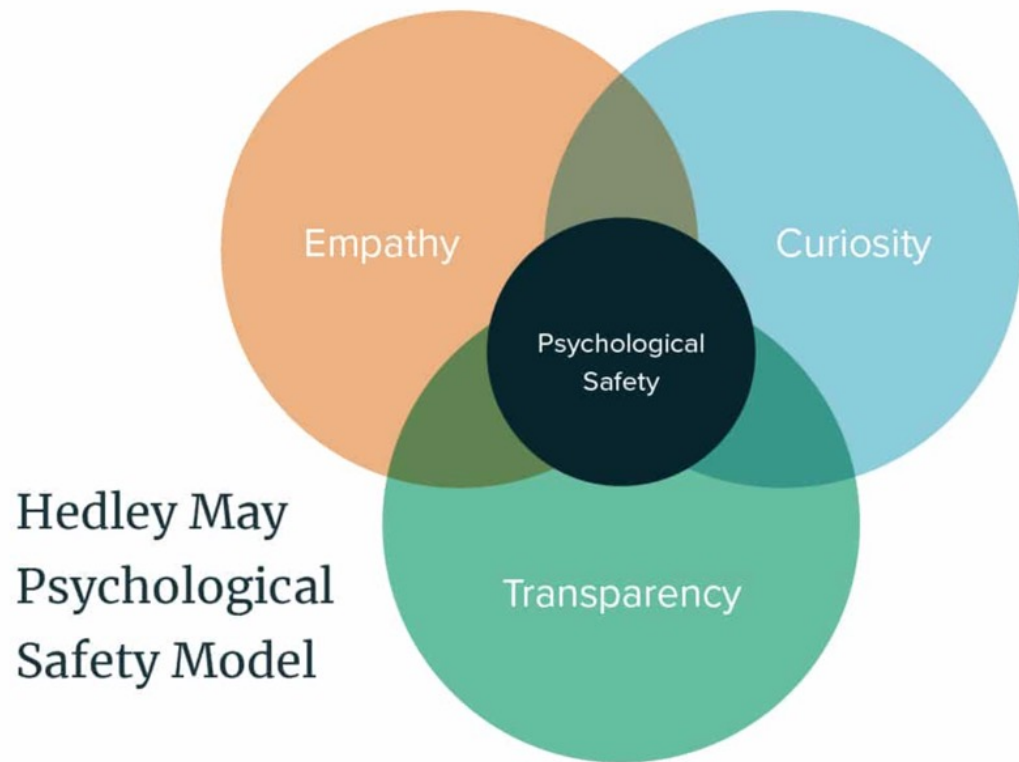 Empathy
Curiosity
Psychological
Safety
Transparency
Hedley May
Psychological
Safety Model